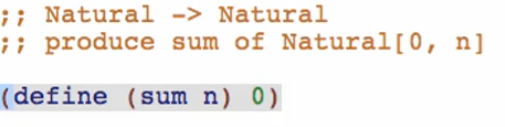 ;; Natural -> Natural
;; produce sum of Natural[0, n]
(define (sum n) 0)